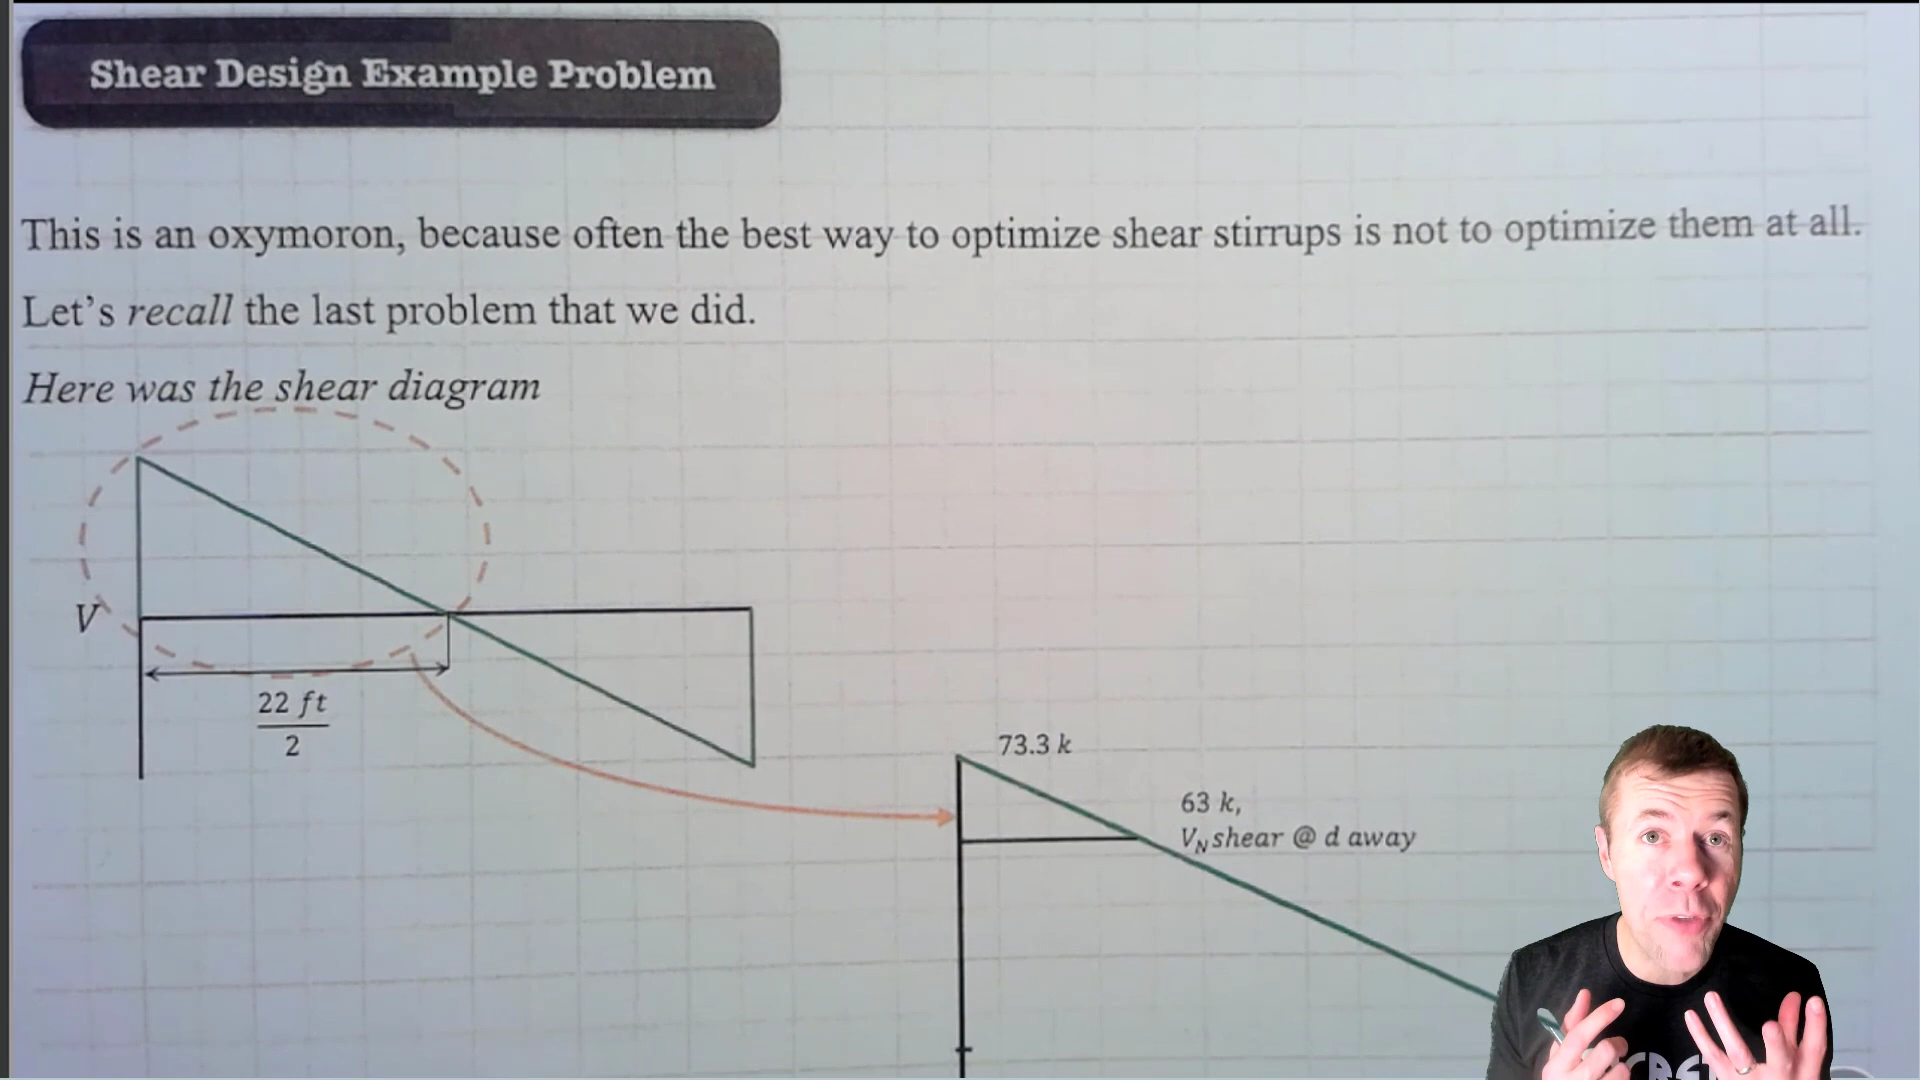 Shear Design Example Problem
This is an oxymoron, because often the best way to optimize shear stirrups is not to optimize them at all.
Let's recall the last problem that we did.
Here was the shear diagram
V
22 ft
2
73.3 k
63 k,
V_N shear @ d away